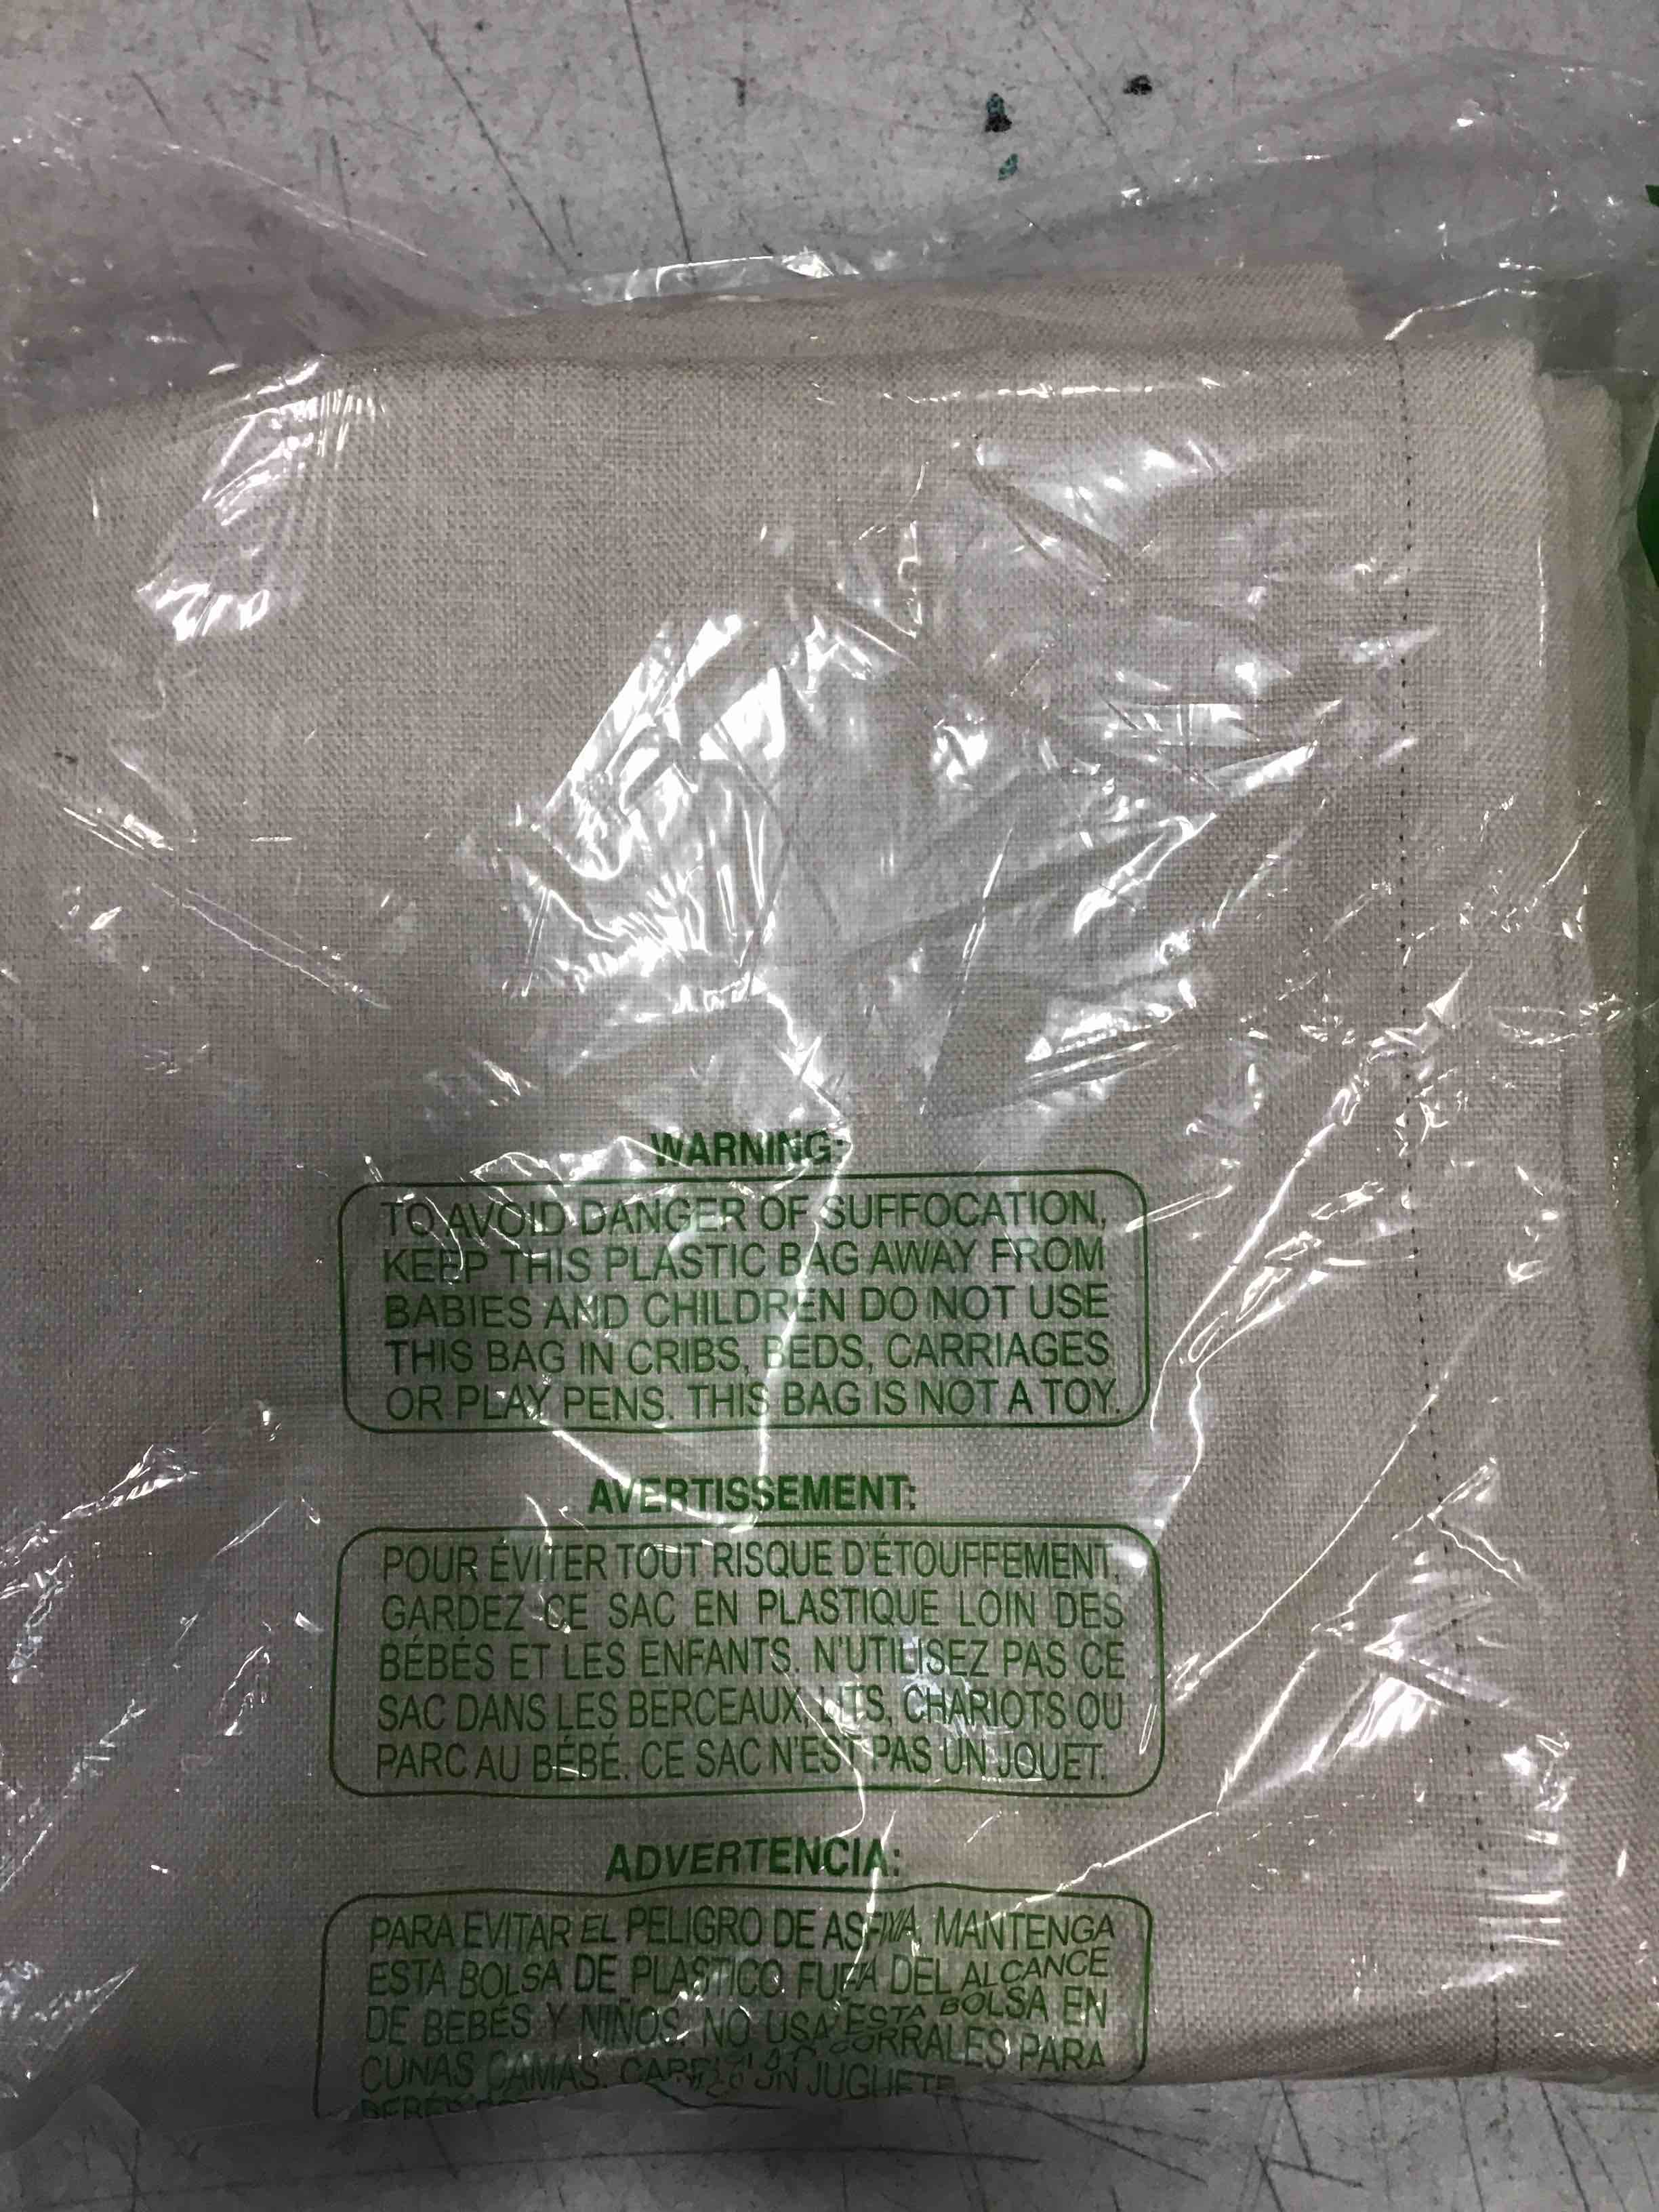 WARNING:
TO AVOID DANGER OF SUFFOCATION,
KEEP THIS PLASTIC BAG AWAY FROM
BABIES AND CHILDREN DO NOT USE
THIS BAG IN CRIBS, BEDS, CARRIAGES
OR PLAY PENS. THIS BAG IS NOT A TOY.
AVERTISSEMENT:
POUR ÉVITER TOUT RISQUE D'ÉTOUFFEMENT,
GARDEZ CE SAC EN PLASTIQUE LOIN DES
BÉBÉS ET LES ENFANTS. N'UTILISEZ PAS CE
SAC DANS LES BERCEAUX, LITS, CHARIOTS OU
PARC AU BÉBÉ. CE SAC N'EST PAS UN JOUET.
ADVERTENCIA:
PARA EVITAR EL PELIGRO DE ASFIXIA, MANTENGA
ESTA BOLSA DE PLASTICO FUERA DEL ALCANCE
DE BEBÉS Y NIÑOS. NO USA ESTA BOLSA EN
CUNAS CAMAS. CORRALES PARA
UN JUGUETE